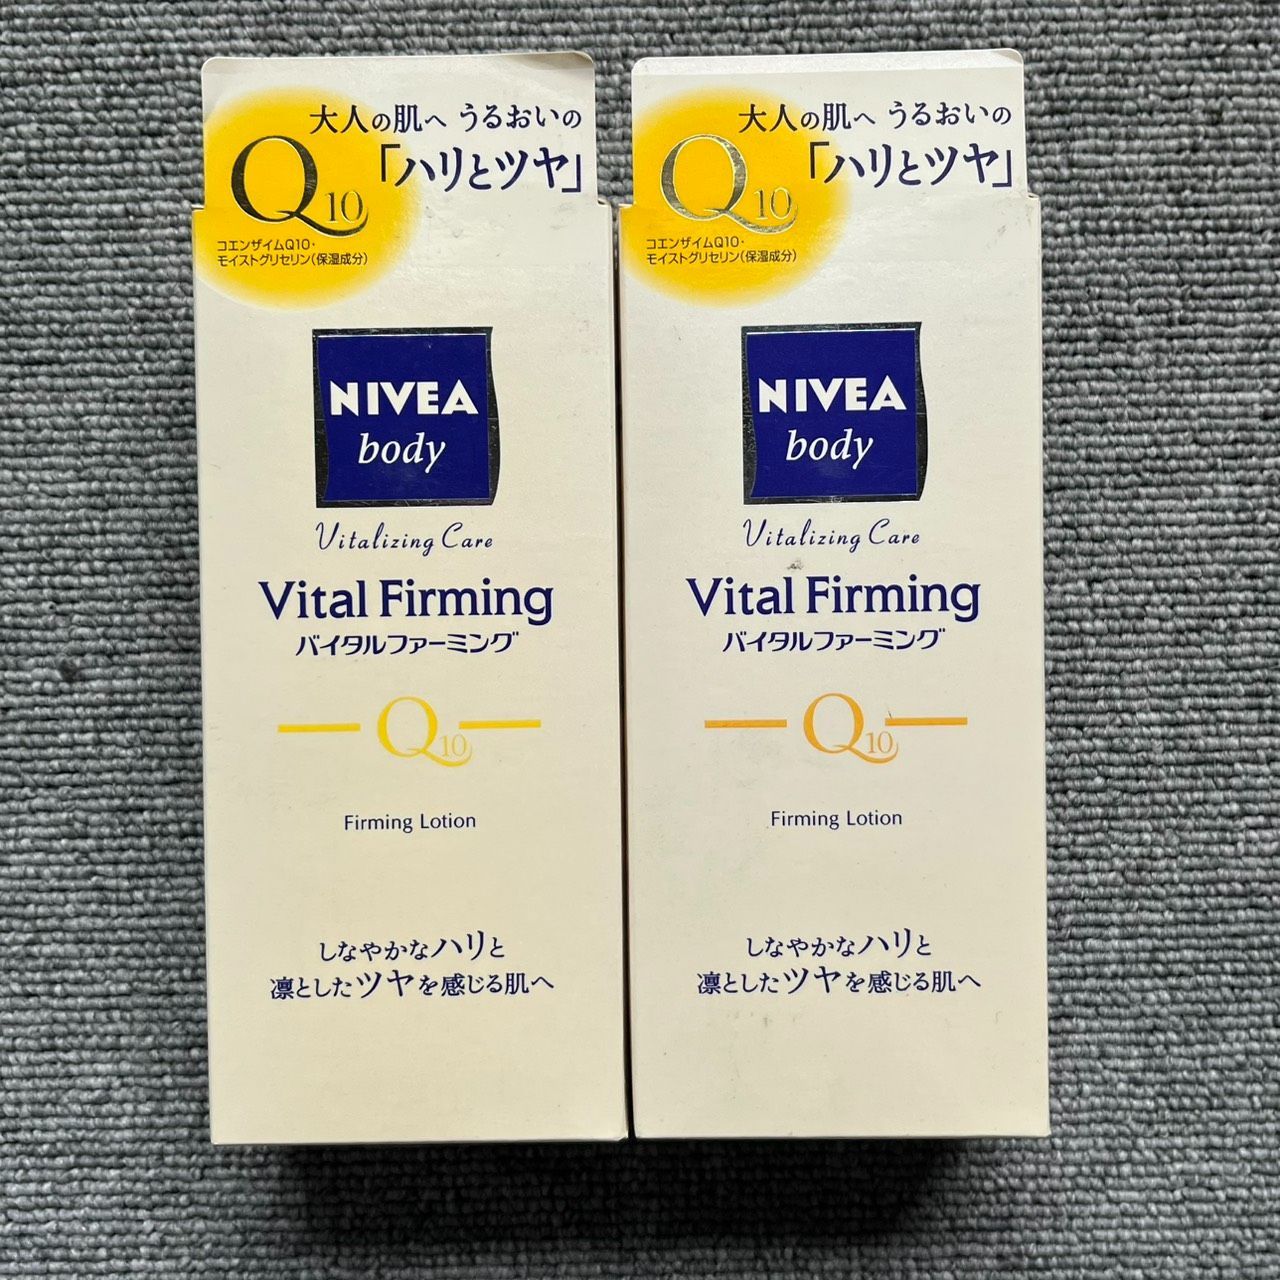 大人の肌へ うるおいの
「ハリとツヤ」
Q10
コエンザイムQ10・
モイストグリセリン(保湿成分)
NIVEA
body
Vitalizing Care
Vital Firming
バイタルファーミング
Q10
Firming Lotion
しなやかなハリと
凛としたツヤを感じる肌へ
大人の肌へ うるおいの
「ハリとツヤ」
Q10
コエンザイムQ10・
モイストグリセリン(保湿成分)
NIVEA
body
Vitalizing Care
Vital Firming
バイタルファーミング
Q10
Firming Lotion
しなやかなハリと
凛としたツヤを感じる肌へ